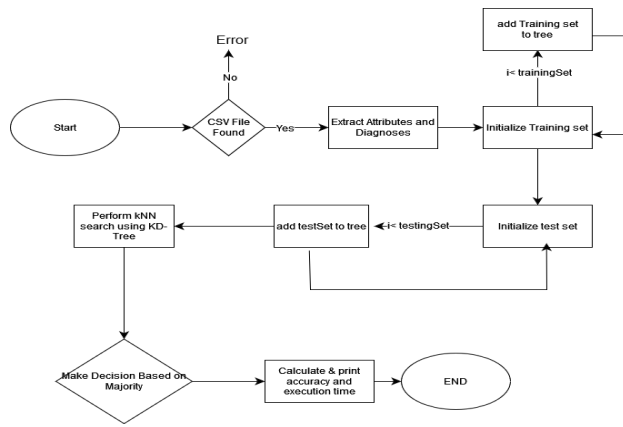 add Training set
to tree
Error
i< trainingSet
No
Start
CSV File
Found
Yes
Extract Attributes and
Diagnoses
Initialize Training set
Perform kNN
search using KD-
Tree
add testSet to tree
i< testingSet
Initialize test set
Make Decision Based on
Majority
Calculate & print
accuracy and
execution time
END